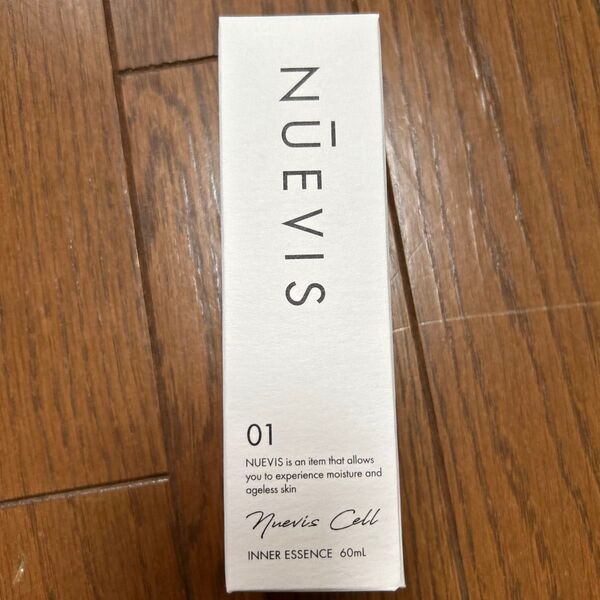 NŪEVIS
01
NUEVIS is an item that allows
you to experience moisture and
ageless skin
Nuevis Cell
INNER ESSENCE 60mL